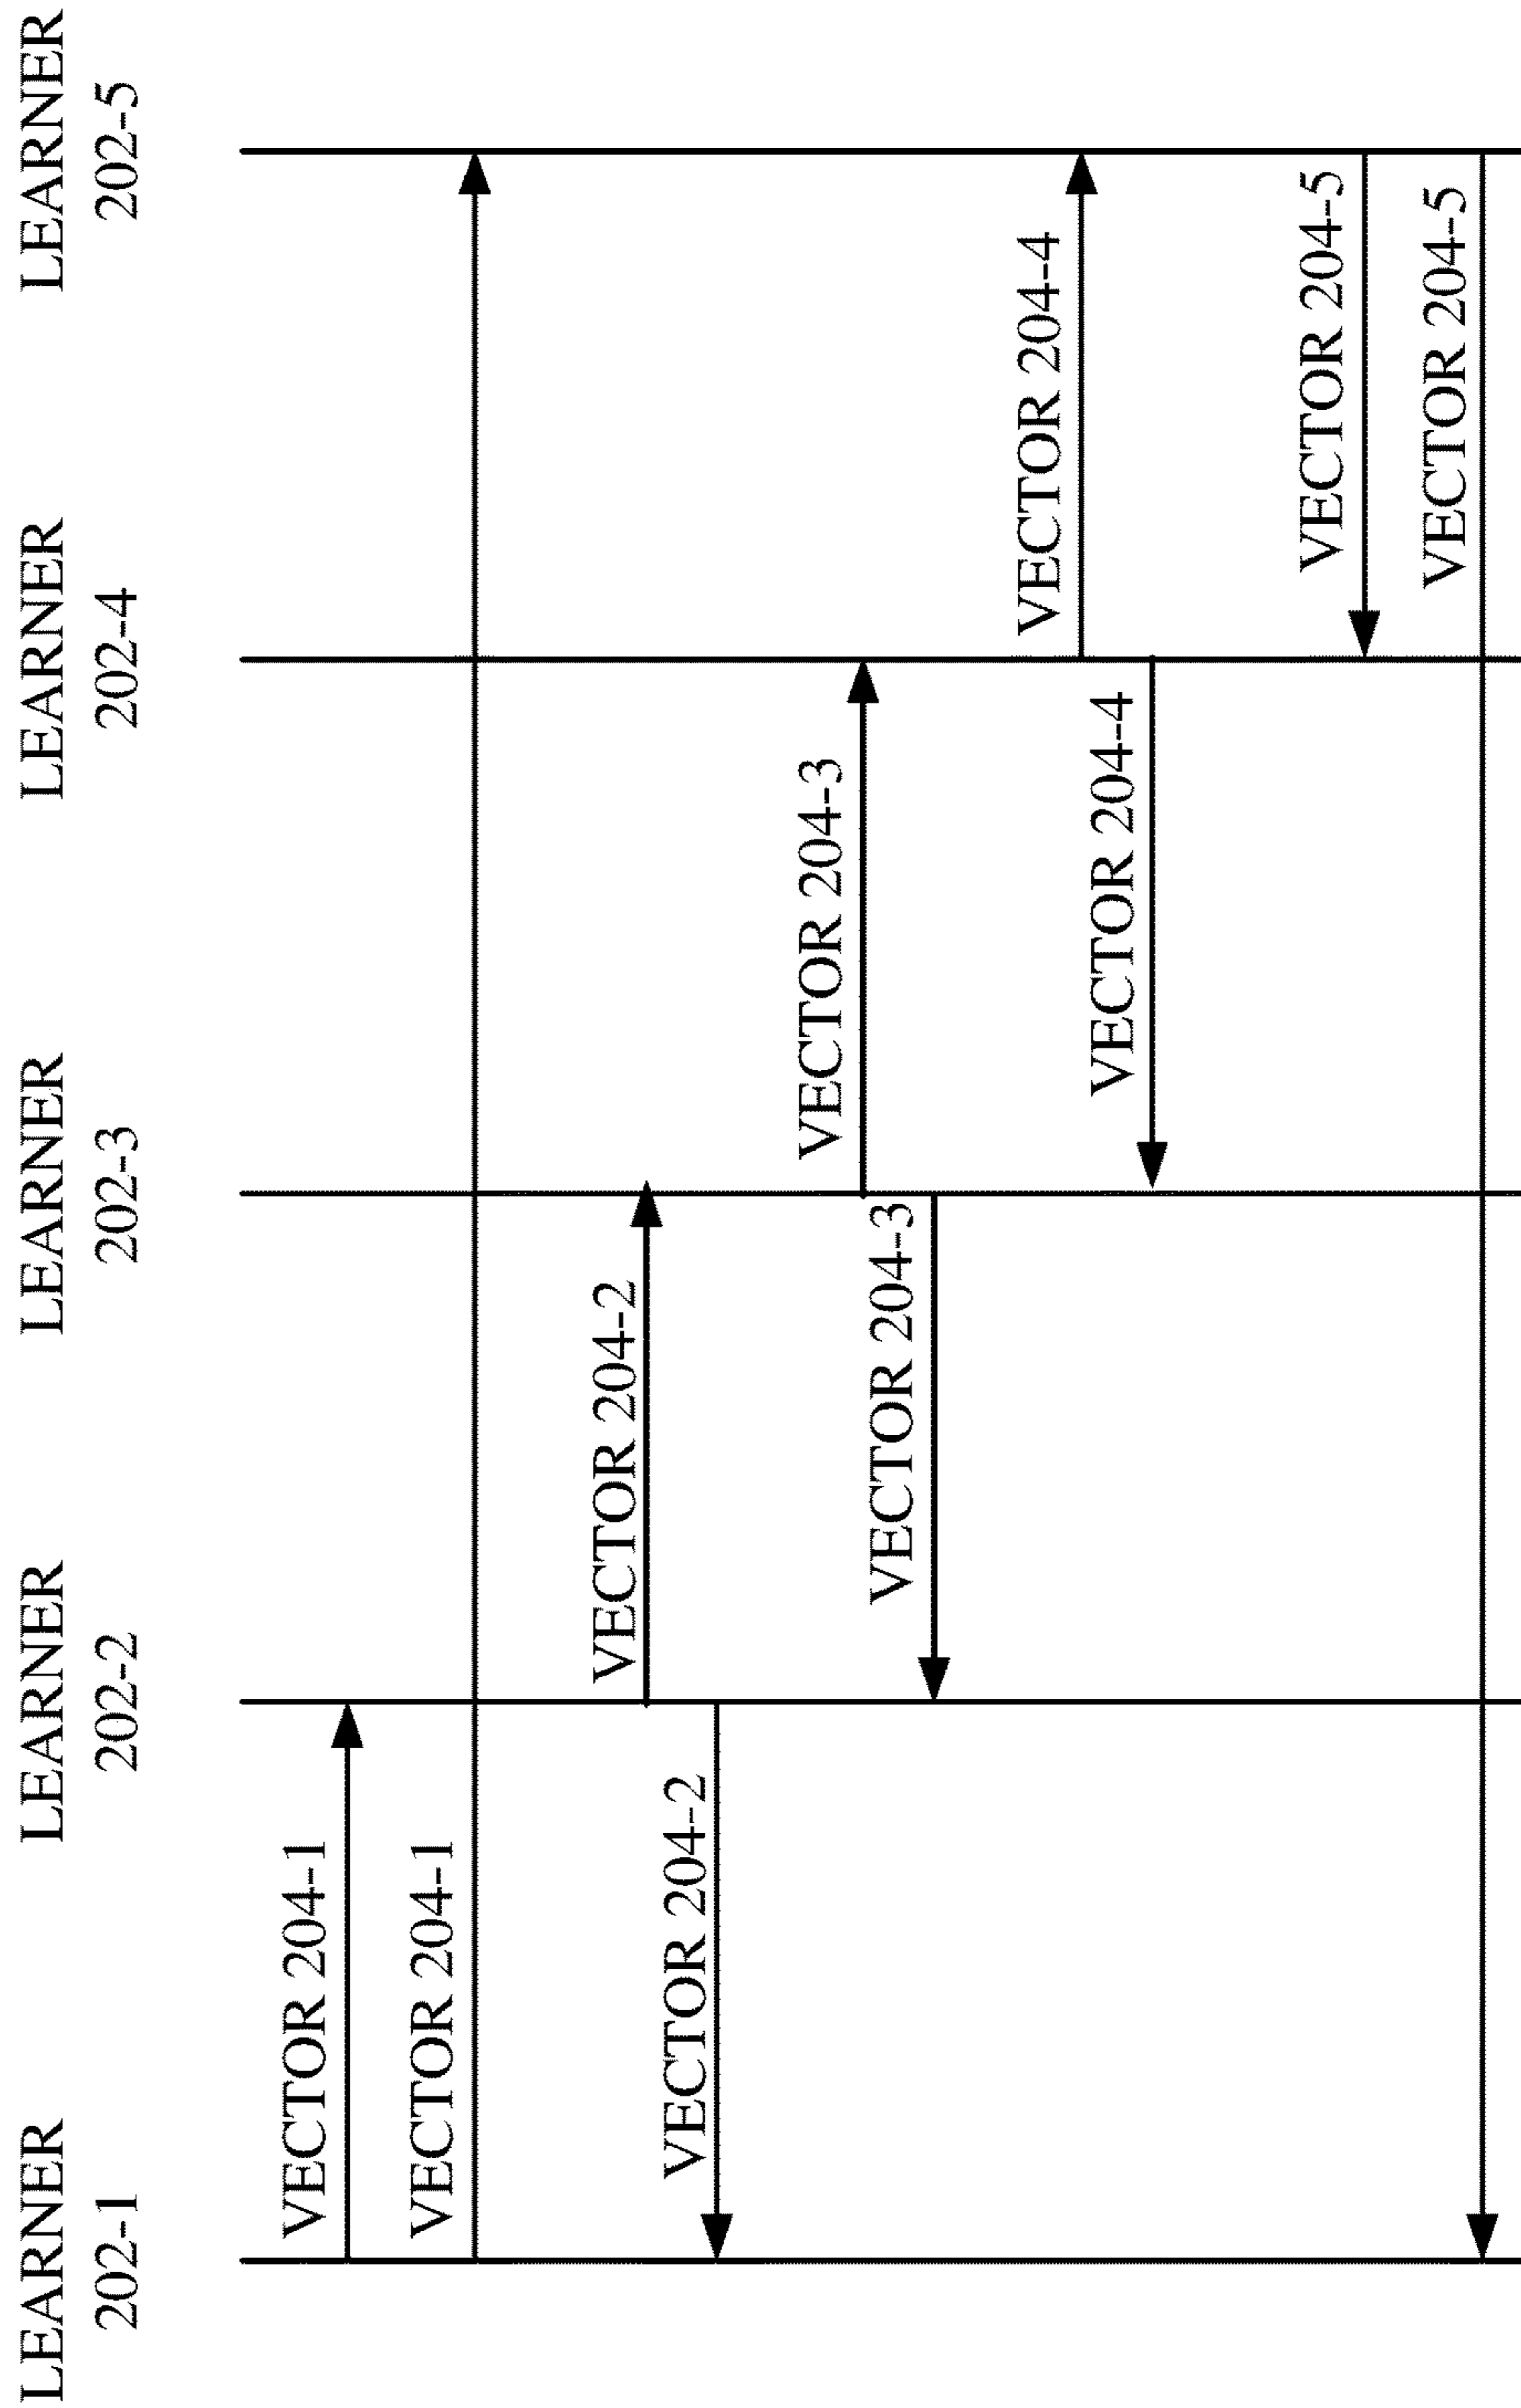 LEARNER
202-1
LEARNER
202-2
LEARNER
202-3
LEARNER
202-4
LEARNER
202-5
VECTOR 204-1
VECTOR 204-1
VECTOR 204-2
VECTOR 204-2
VECTOR 204-3
VECTOR 204-3
VECTOR 204-4
VECTOR 204-4
VECTOR 204-5
VECTOR 204-5